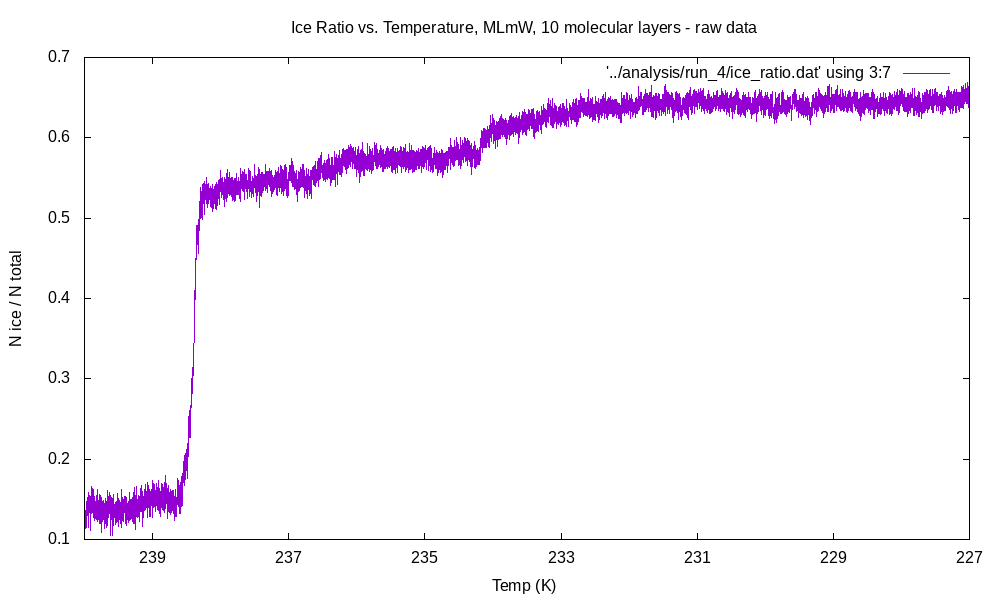 Ice Ratio vs. Temperature, MLmW, 10 molecular layers - raw data
'../analysis/run_4/ice_ratio.dat' using 3:7
N ice / N total
0.7
0.6
0.5
0.4
0.3
0.2
0.1
239 237 235 233 231 229 227
Temp (K)